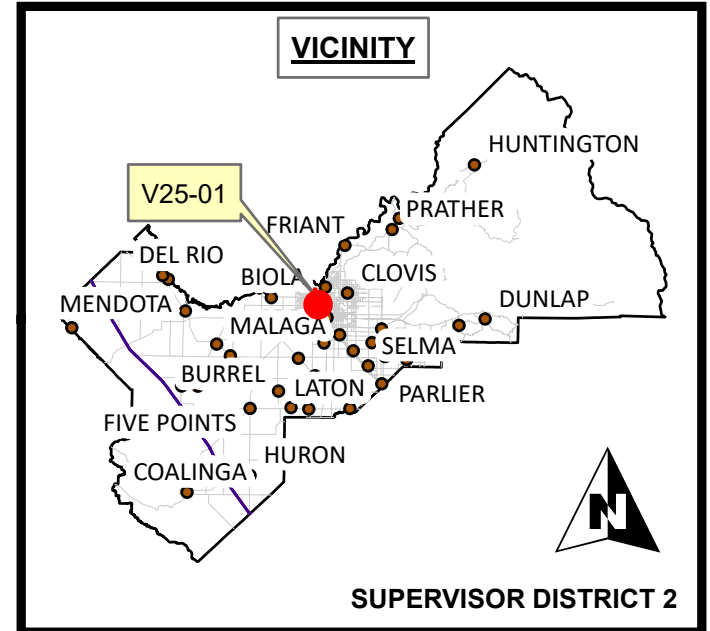 VICINITY
HUNTINGTON
V25-01
PRATHER
FRIANT
DEL RIO
BIOLA
CLOVIS
MENDOTA
DUNLAP
MALAGA
SELMA
BURREL
LATON
PARLIER
FIVE POINTS
HURON
COALINGA
N
SUPERVISOR DISTRICT 2